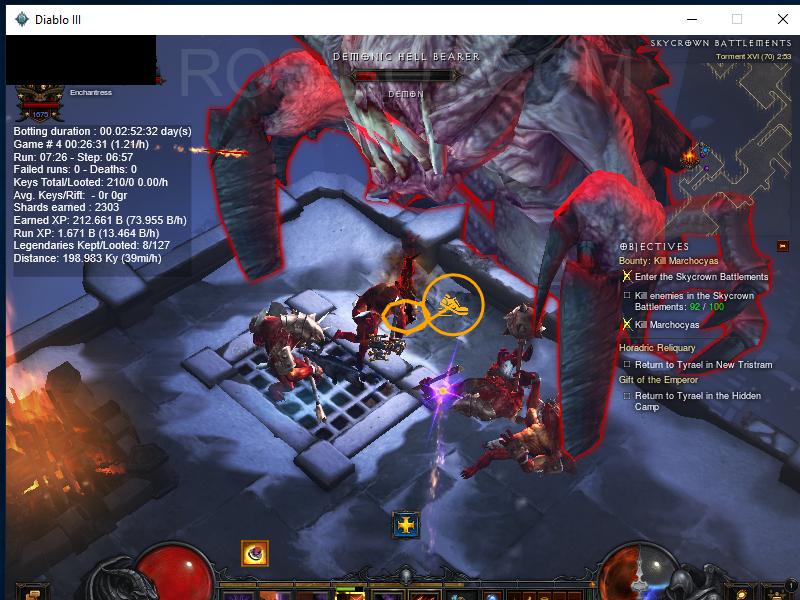 Diablo III
DEMONIC HELL BEARER
DEMON
SKYCROWN BATTLEMENTS
Torment XVI (70) 2:53
Enchantress
1675
Botting duration : 00.02:52:32 day(s)
Game # 4 00:26:31 (1.21/h)
Run: 07:26 - Step: 06:57
Failed runs: 0 - Deaths: 0
Keys Total/Looted: 210/0 0.00/h
Avg. Keys/Rift: - 0r 0gr
Shards earned : 2303
Earned XP: 212.661 B (73.955 B/h)
Run XP: 1.671 B (13.464 B/h)
Legendaries Kept/Looted: 8/127
Distance: 198.983 Ky (39mi/h)
OBJECTIVES
Bounty: Kill Marchocyas
Enter the Skycrown Battlements
Kill enemies in the Skycrown
Battlements: 92 / 100
Kill Marchocyas
Horadric Reliquary
Return to Tyrael in New Tristram
Gift of the Emperor
Return to Tyrael in the Hidden
Camp
1